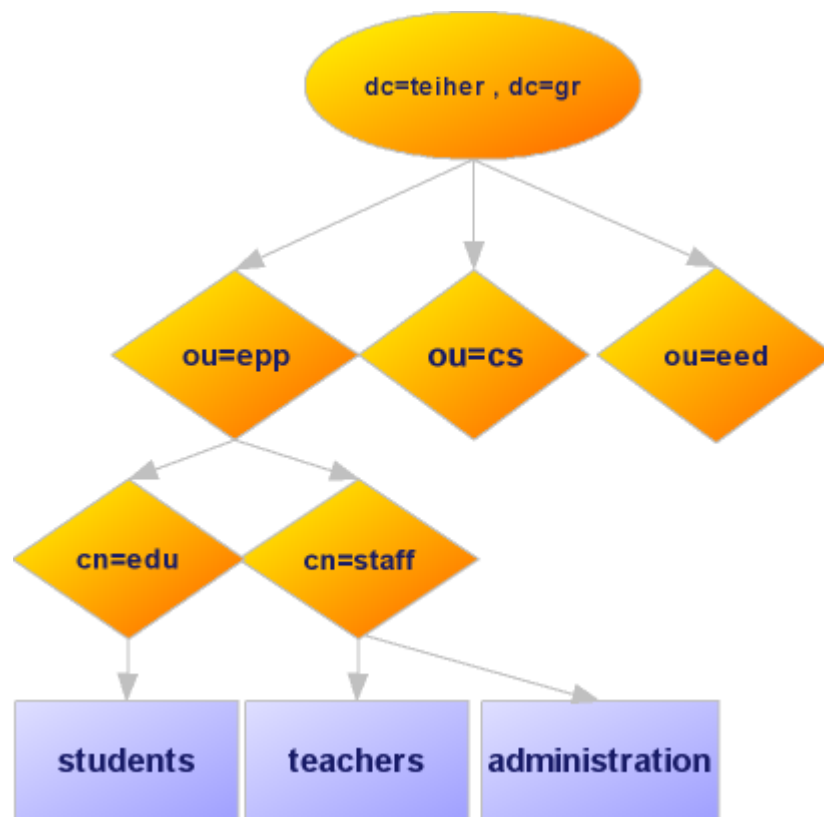 dc=teiher , dc=gr
ou=epp
ou=cs
ou=eed
cn=edu
cn=staff
students
teachers
administration